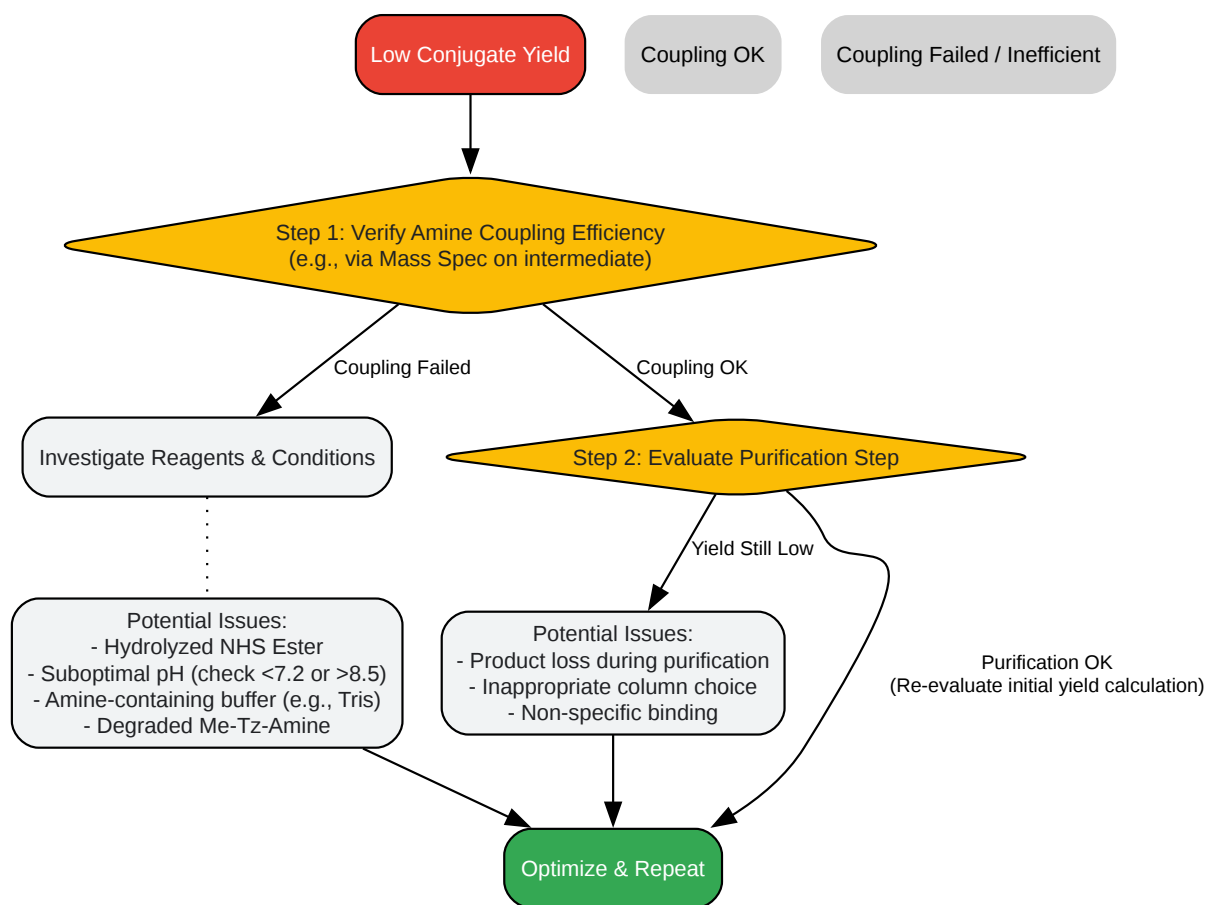 Low Conjugate Yield
Coupling OK
Coupling Failed / Inefficient
Step 1: Verify Amine Coupling Efficiency
(e.g., via Mass Spec on intermediate)
Coupling Failed
Coupling OK
Investigate Reagents & Conditions
Step 2: Evaluate Purification Step
Yield Still Low
Potential Issues:
- Hydrolyzed NHS Ester
- Suboptimal pH (check <7.2 or >8.5)
- Amine-containing buffer (e.g., Tris)
- Degraded Me-Tz-Amine
Potential Issues:
- Product loss during purification
- Inappropriate column choice
- Non-specific binding
Purification OK
(Re-evaluate initial yield calculation)
Optimize & Repeat